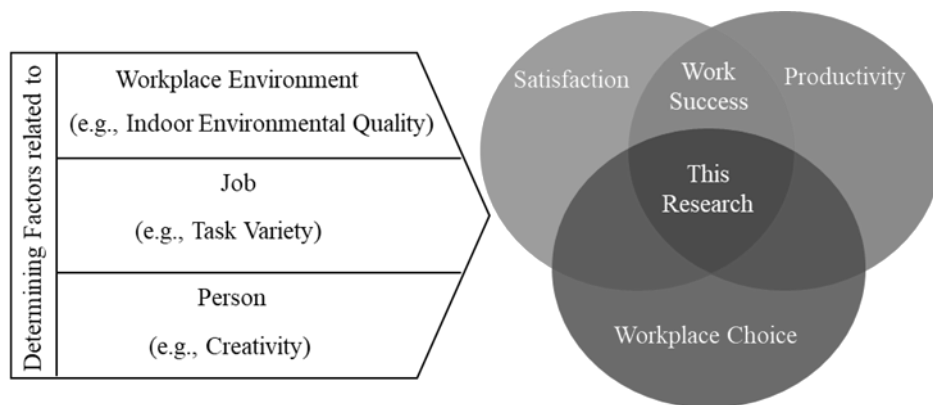 Determining Factors related to
Workplace Environment
(e.g., Indoor Environmental Quality)
Job
(e.g., Task Variety)
Person
(e.g., Creativity)
Satisfaction
Work
Success
Productivity
This
Research
Workplace Choice